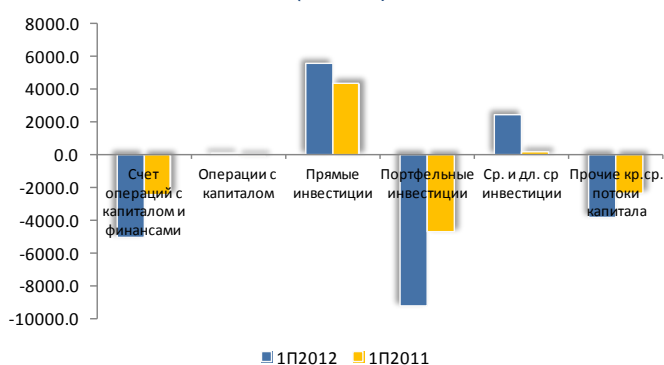 8000.0
6000.0
4000.0
2000.0
0.0
-2000.0
-4000.0
-6000.0
-8000.0
-10000.0
Счет
операций с
капиталом и
финансами
Операции с
капиталом
Прямые
инвестиции
Портфельные
инвестиции
Ср. и дл. ср
инвестиции
Прочие кр.ср.
потоки
капитала
1П2012
1П2011